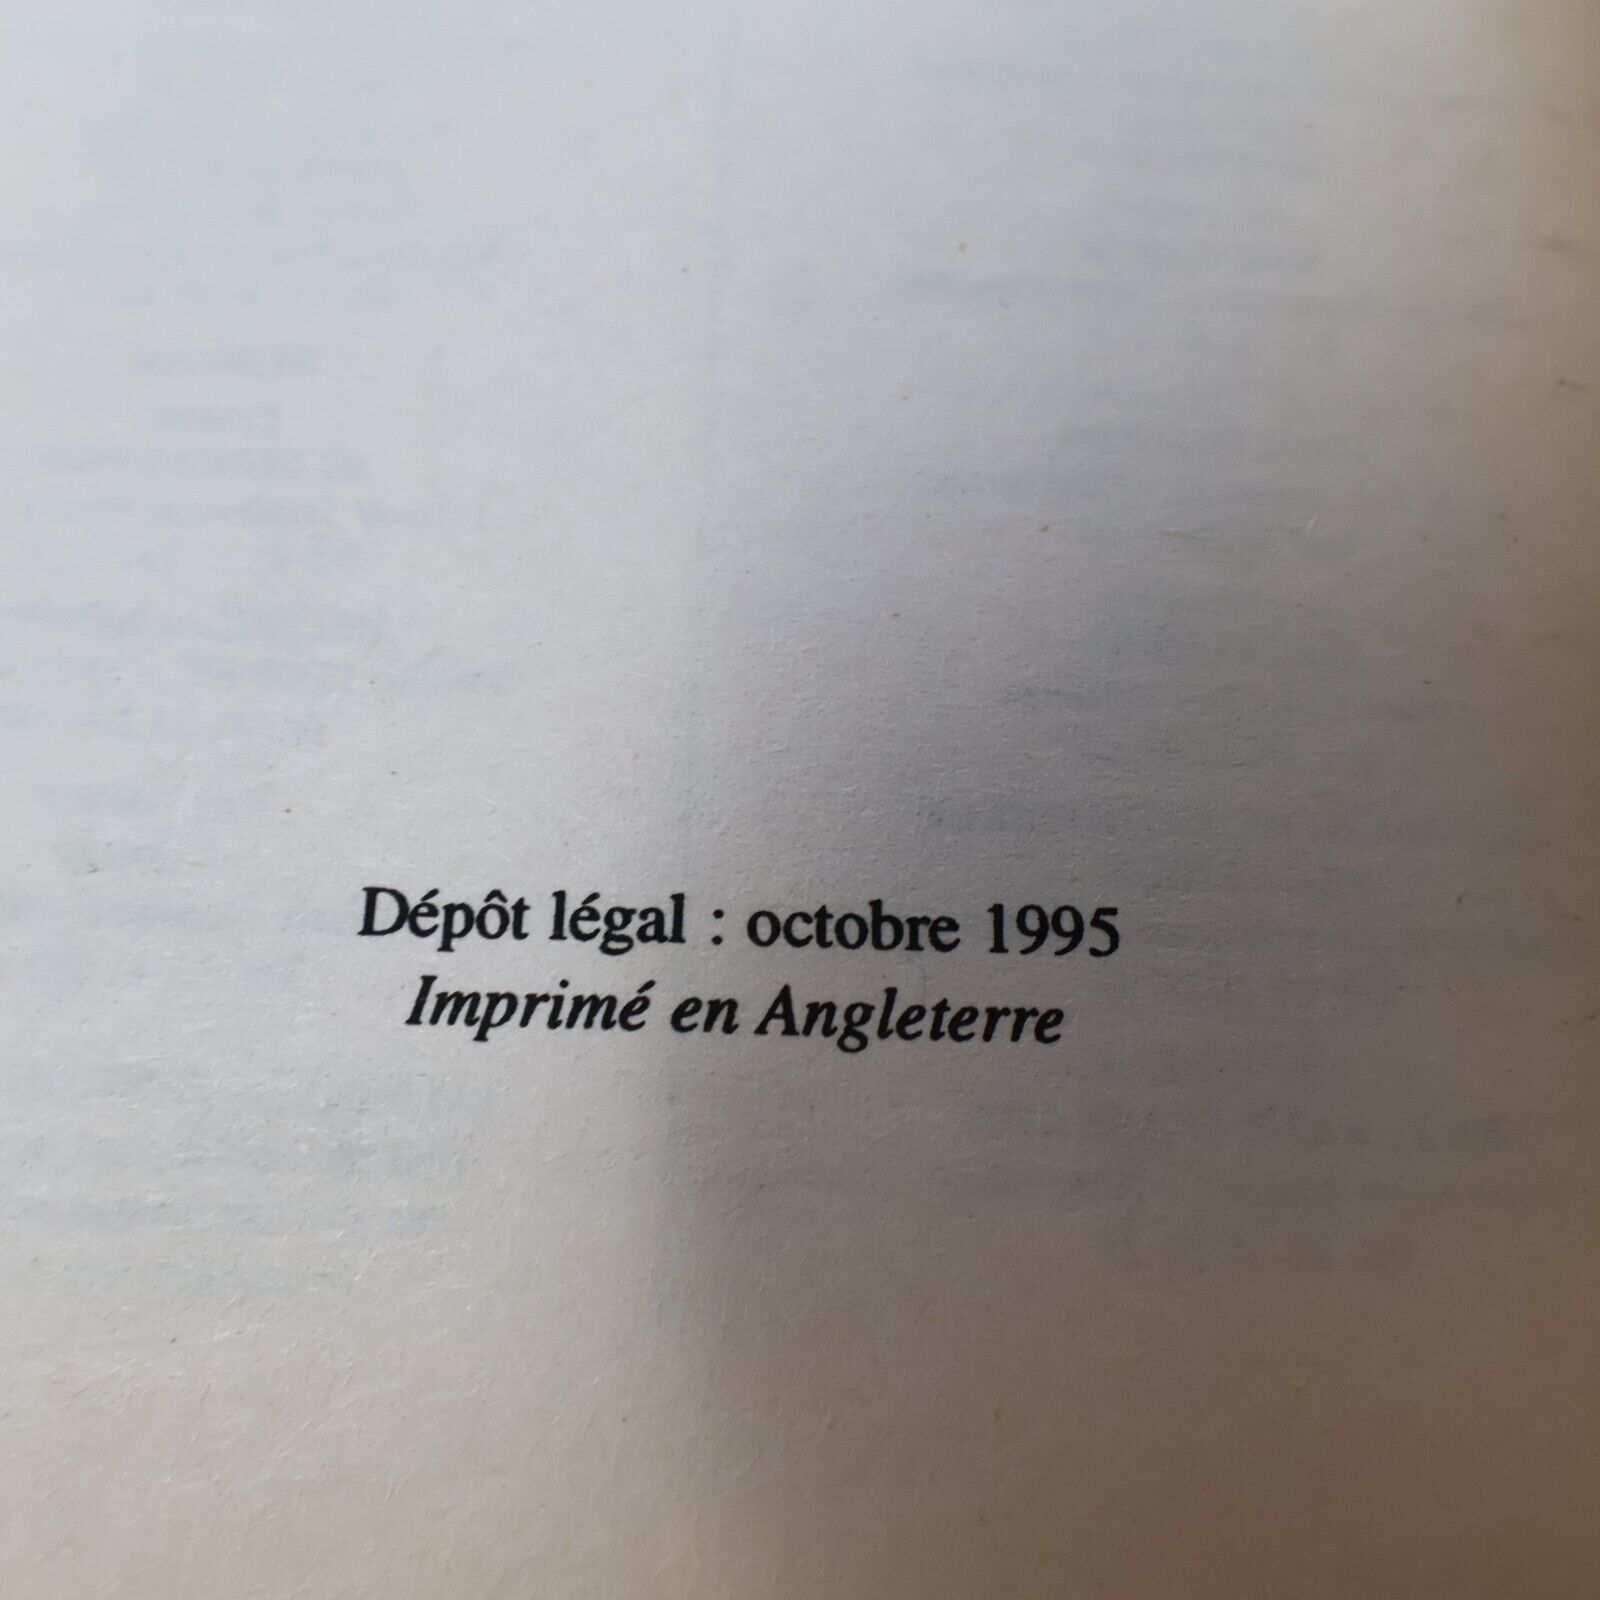 Dépôt légal : octobre 1995
Imprimé en Angleterre